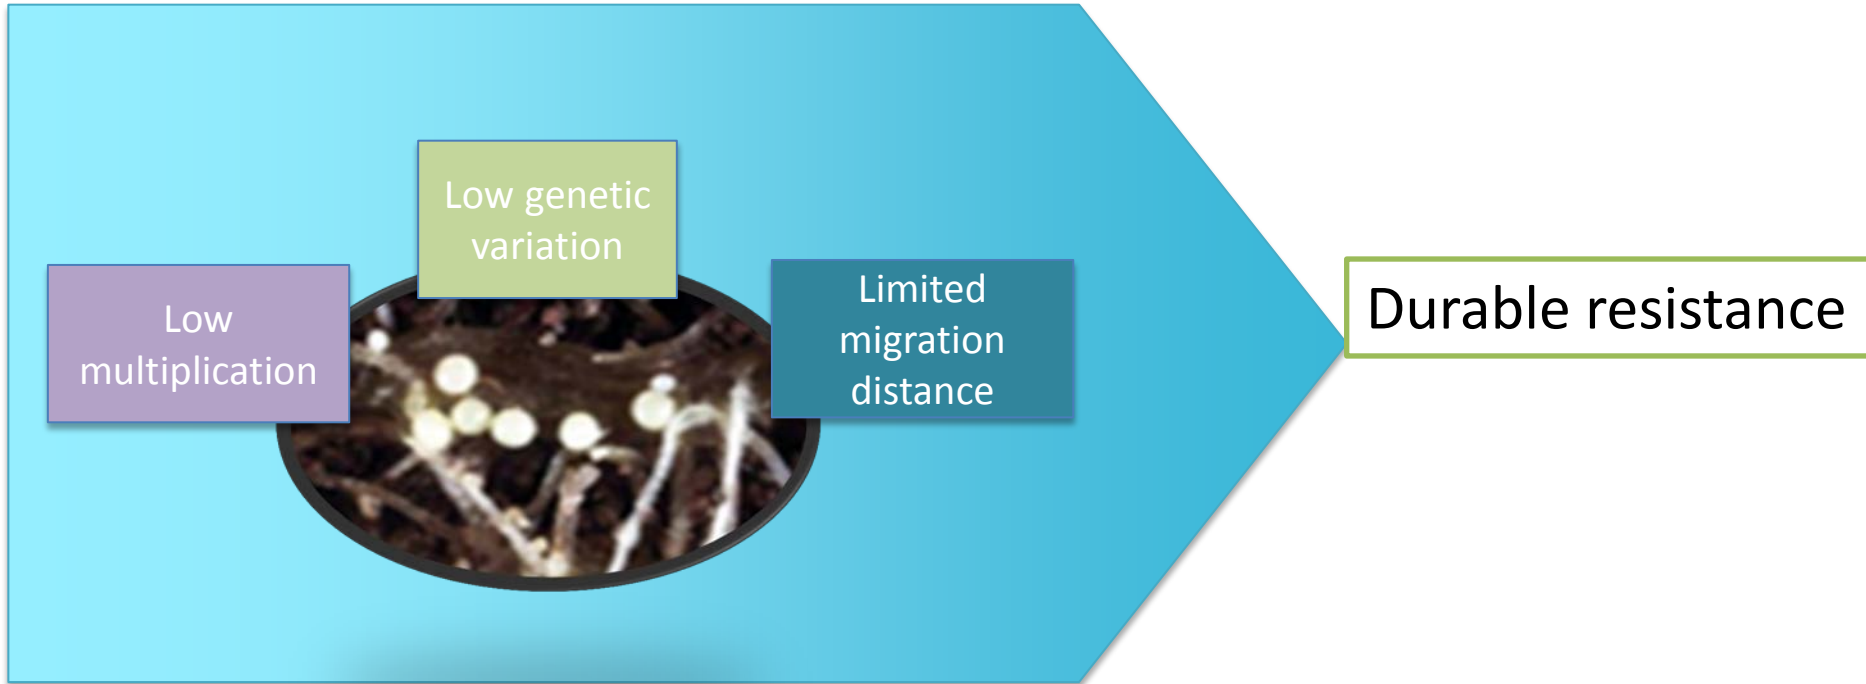 Low genetic
variation
Low
multiplication
Limited
migration
distance
Durable resistance